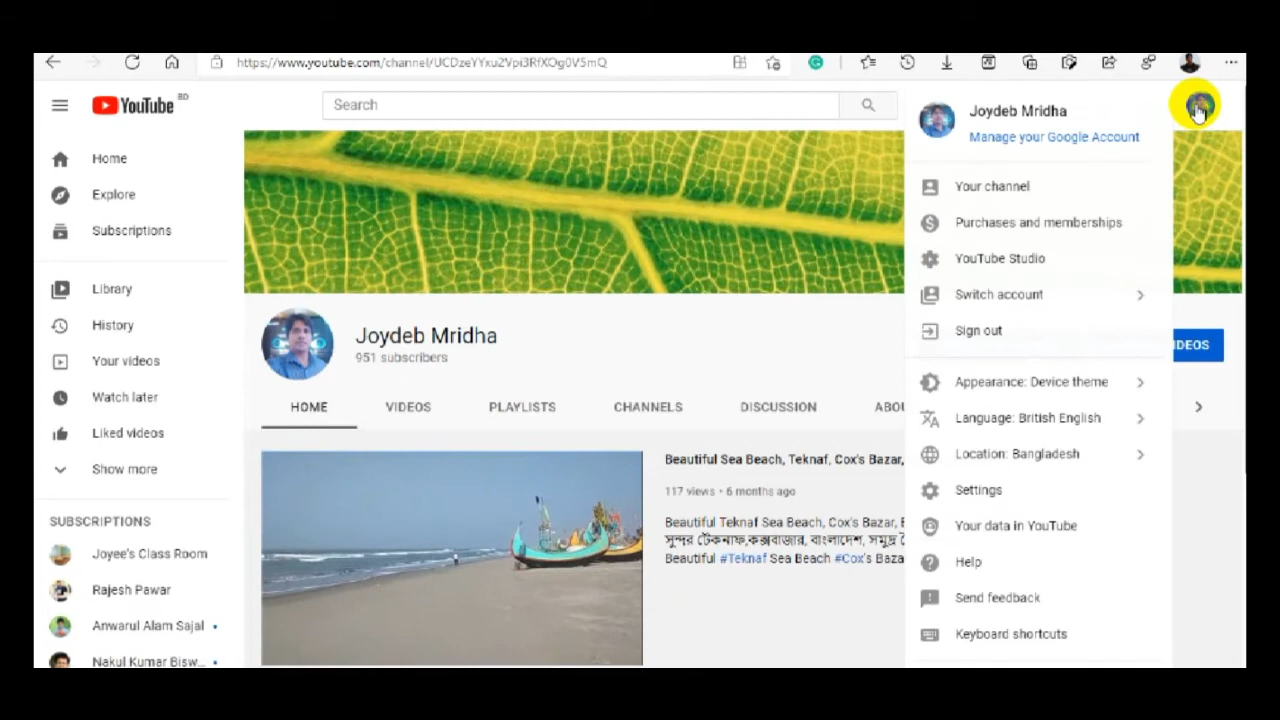 https://www.youtube.com/channel/UCDzeYYxu2Vpi3RfXOg0V5mQ
YouTube BD
Search
Home
Explore
Subscriptions
Library
History
Your videos
Watch later
Liked videos
Show more
SUBSCRIPTIONS
Joyee's Class Room
Rajesh Pawar
Anwarul Alam Sajal
Nakul Kumar Bisw...
Joydeb Mridha
951 subscribers
HOME VIDEOS PLAYLISTS CHANNELS DISCUSSION ABOU
Beautiful Sea Beach, Teknaf, Cox's Bazar,
117 views • 6 months ago
Beautiful Teknaf Sea Beach, Cox's Bazar,
সুন্দর টেকনাফ,কক্সবাজার, বাংলাদেশ, সমুদ্র
Beautiful #Teknaf Sea Beach #Cox's Baza
Joydeb Mridha
Manage your Google Account
Your channel
Purchases and memberships
YouTube Studio
Switch account
Sign out
Appearance: Device theme
Language: British English
Location: Bangladesh
Settings
Your data in YouTube
Help
Send feedback
Keyboard shortcuts
IDEOS